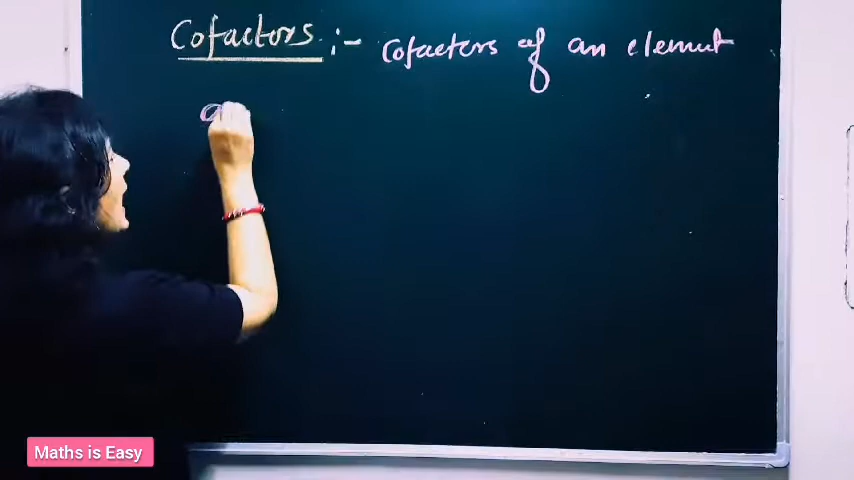 Cofactors :- Cofactors of an element
a
Maths is Easy